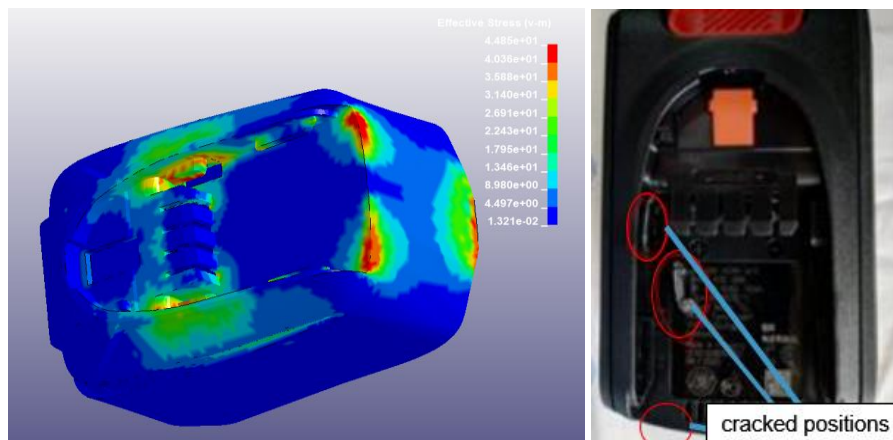 Effective Stress (v-m)
4.485e+01
4.036e+01
3.588e+01
3.140e+01
2.691e+01
2.243e+01
1.795e+01
1.346e+01
8.980e+00
4.497e+00
1.321e-02
cracked positions